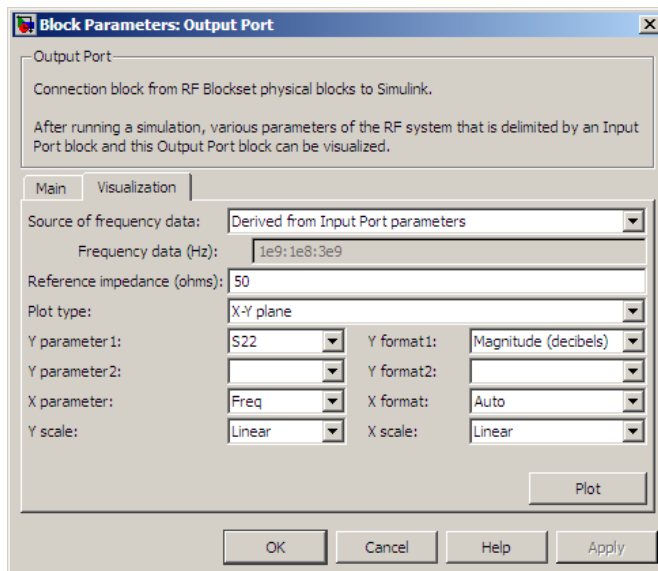 Block Parameters: Output Port
Output Port
Connection block from RF Blockset physical blocks to Simulink.
After running a simulation, various parameters of the RF system that is delimited by an Input
Port block and this Output Port block can be visualized.
Main Visualization
Source of frequency data: Derived from Input Port parameters
Frequency data (Hz): 1e9:1e8:3e9
Reference impedance (ohms): 50
Plot type: X-Y plane
Y parameter1: S22 Y format1: Magnitude (decibels)
Y parameter2: Y format2:
X parameter: Freq X format: Auto
Y scale: Linear X scale: Linear
Plot
OK Cancel Help Apply